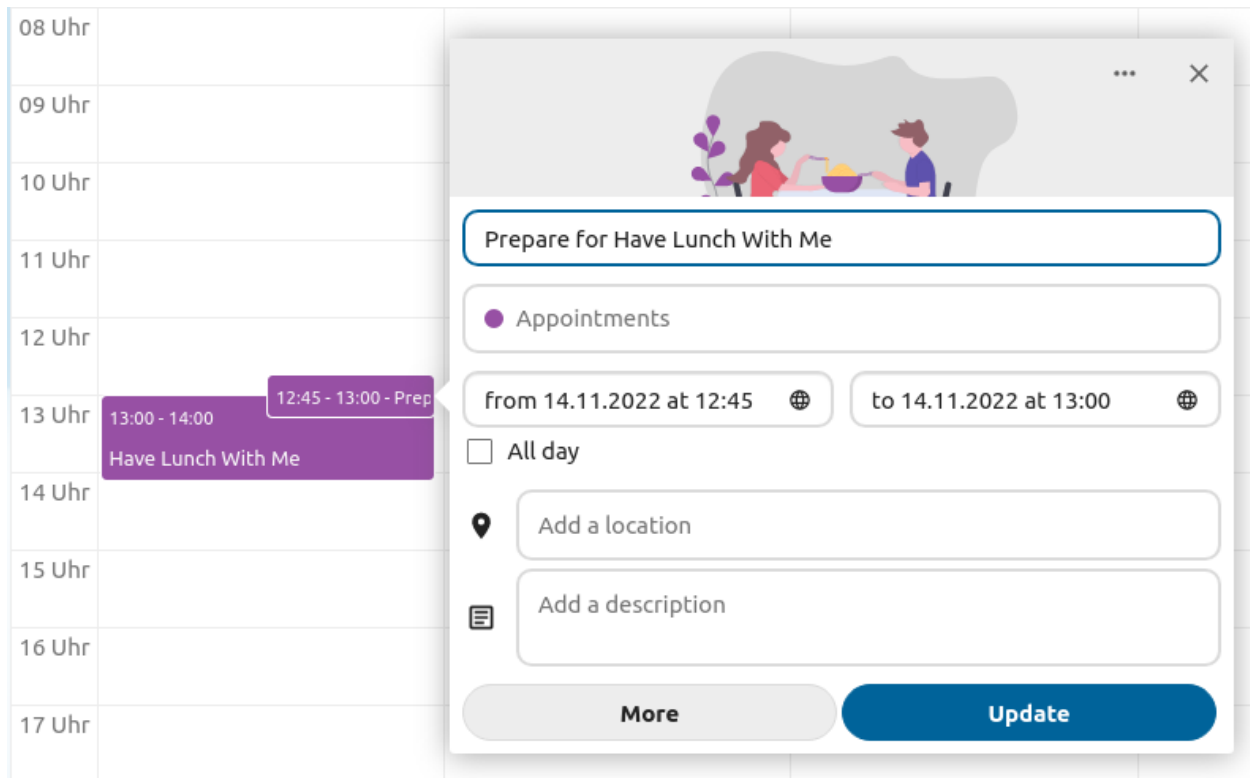 08 Uhr
09 Uhr
10 Uhr
11 Uhr
12 Uhr
13 Uhr
14 Uhr
15 Uhr
16 Uhr
17 Uhr
12:45 - 13:00 - Prep
13:00 - 14:00
Have Lunch With Me
Prepare for Have Lunch With Me
Appointments
from 14.11.2022 at 12:45
to 14.11.2022 at 13:00
All day
Add a location
Add a description
More
Update